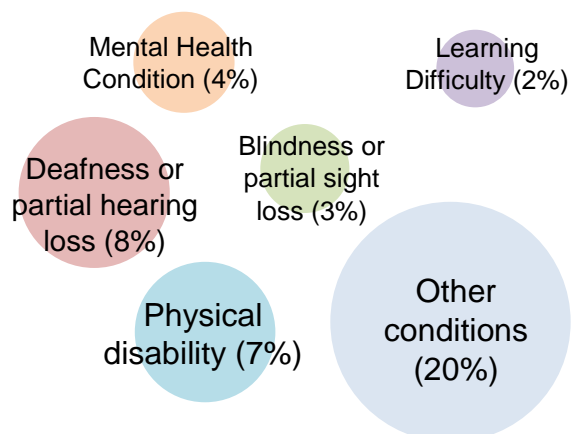 Mental Health
Condition (4%)
Learning
Difficulty (2%)
Deafness or
partial hearing
loss (8%)
Blindness or
partial sight
loss (3%)
Physical
disability (7%)
Other
conditions
(20%)